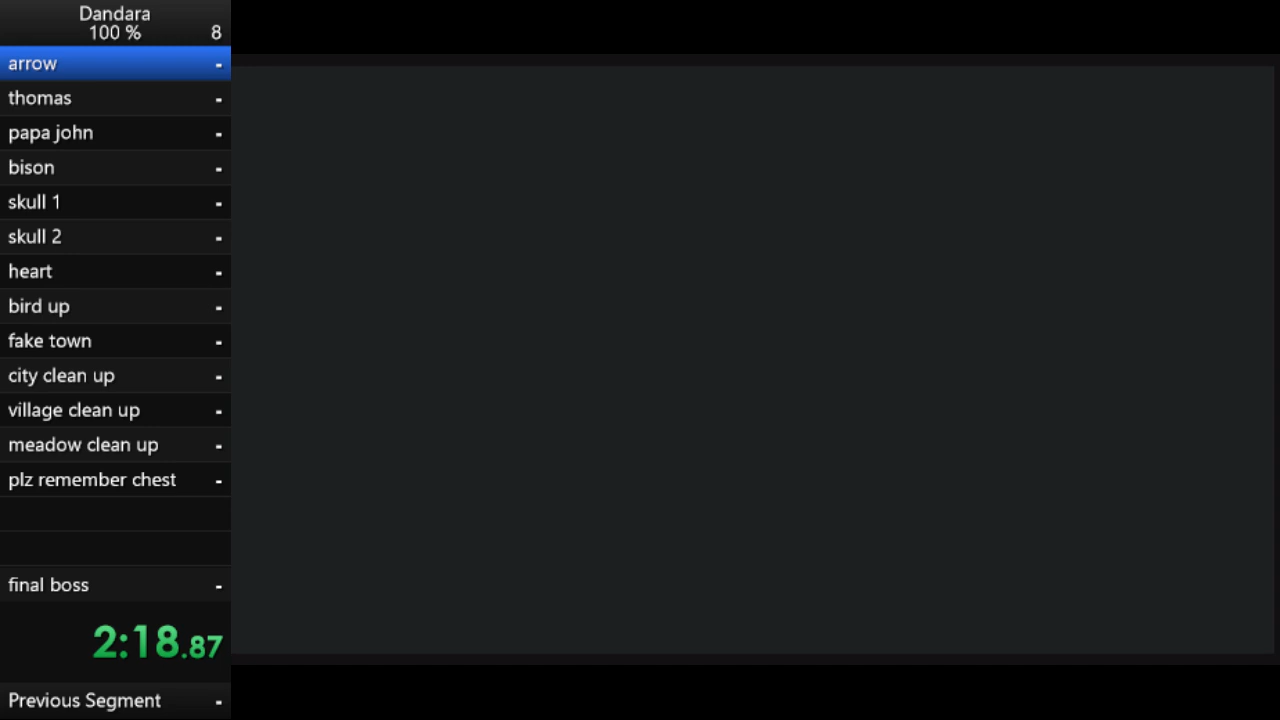 Dandara
100 % 8
arrow -
thomas -
papa john -
bison -
skull 1 -
skull 2 -
heart -
bird up -
fake town -
city clean up -
village clean up -
meadow clean up -
plz remember chest -
final boss -
2:18.87
Previous Segment -